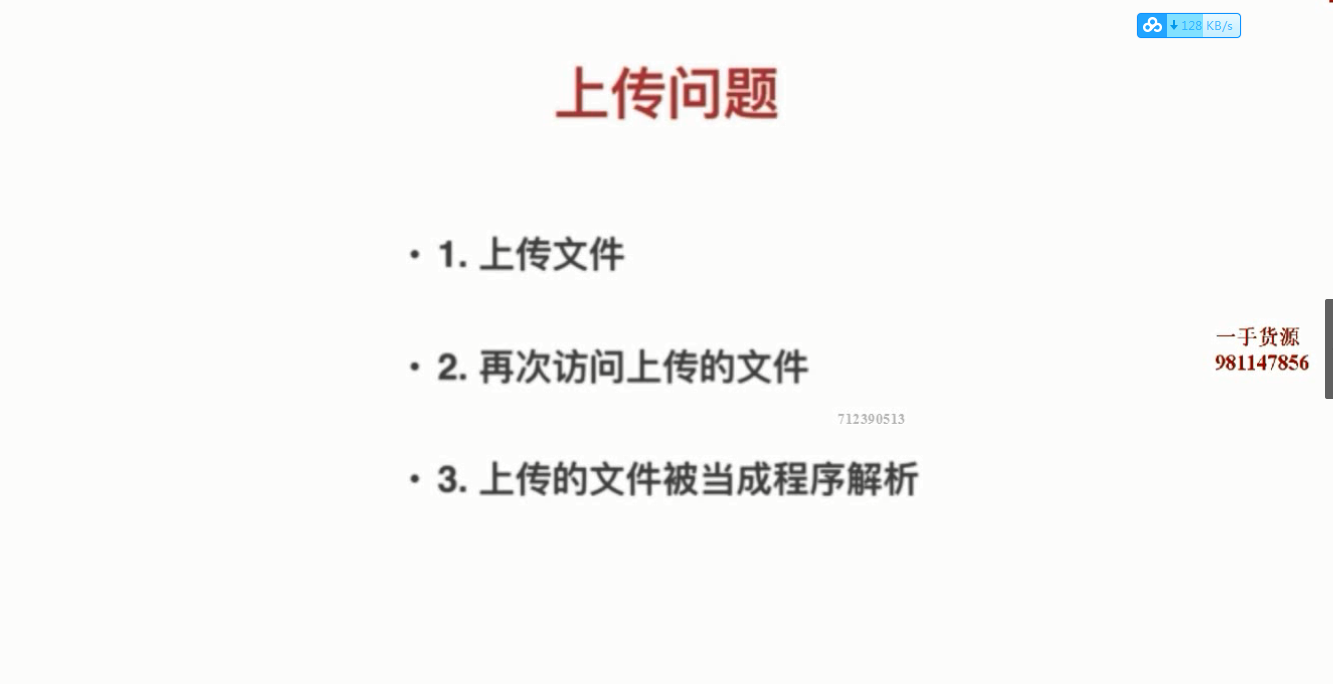 128 KB/s
上传问题
• 1. 上传文件
• 2. 再次访问上传的文件
一手货源
981147856
712390513
• 3. 上传的文件被当成程序解析